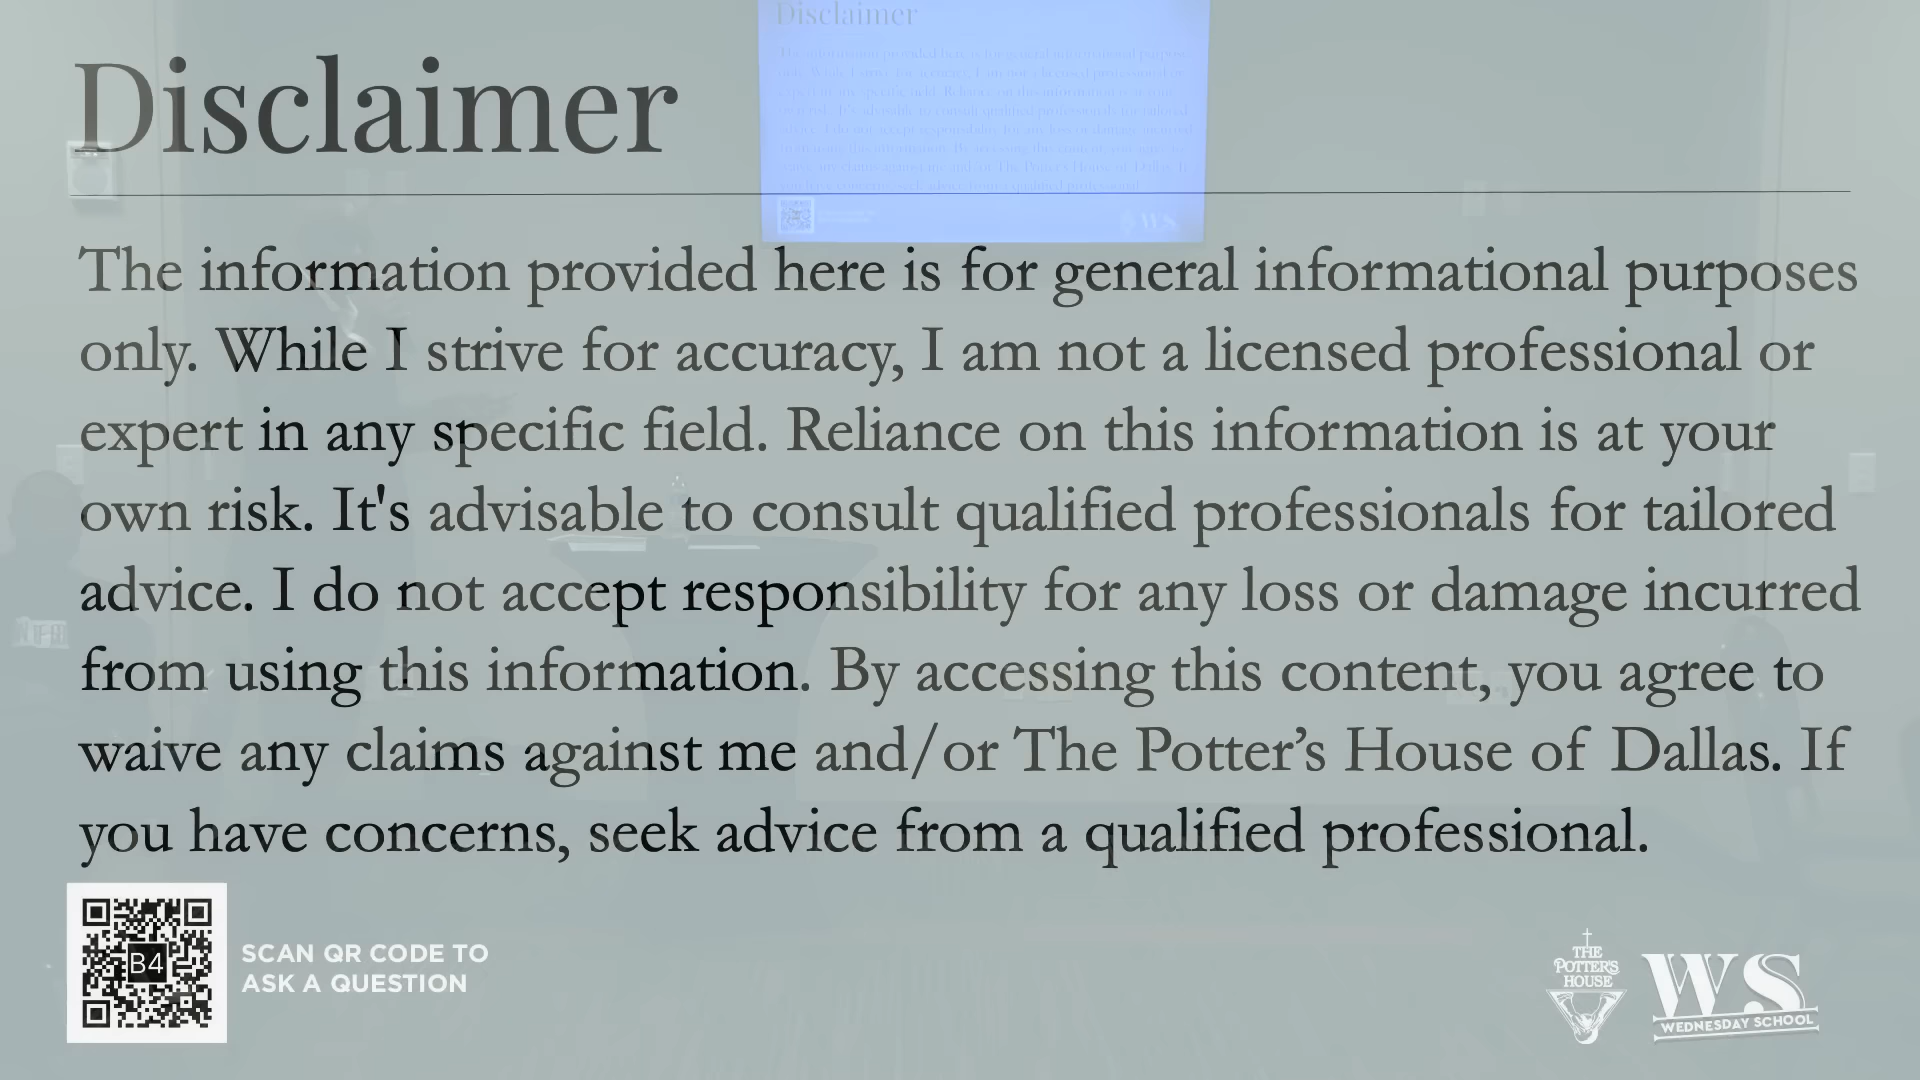 Disclaimer
The information provided here is for general informational purposes
only. While I strive for accuracy, I am not a licensed professional or
expert in any specific field. Reliance on this information is at your
own risk. It's advisable to consult qualified professionals for tailored
advice. I do not accept responsibility for any loss or damage incurred
from using this information. By accessing this content, you agree to
waive any claims against me and/or The Potter’s House of Dallas. If
you have concerns, seek advice from a qualified professional.
B4
SCAN QR CODE TO
ASK A QUESTION
THE
POTTER'S
HOUSE
WS
WEDNESDAY SCHOOL
Disclaimer
WS